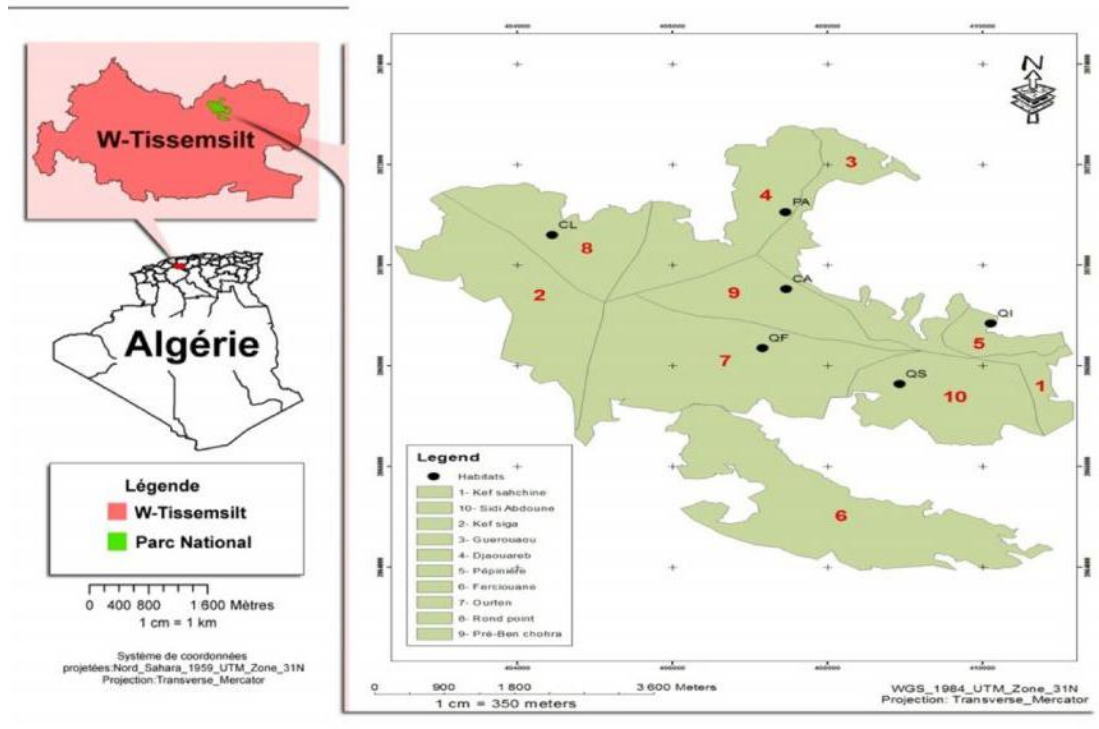 W-Tissemsilt
Algérie
Légende
W-Tissemsilt
Parc National
0 400 800 1 600 Mètres
1 cm = 1 km
Système de coordonnées
projetées:Nord_Sahara_1959_UTM_Zone_31N
Projection:Transverse_Mercator
N
3
4
PA
CL
8
2
9
CA
QI
5
QF
7
QS
10
1
6
Legend
Habitats
1- Kef sahchine
10- Sidi Abdoune
2- Kef siga
3- Guerouaou
4- Djaouareb
5- Pépinière
6- Ferciouane
7- Ourten
8- Rond point
9- Pré-Ben chohra
0 900 1 800 3 600 Meters
1 cm = 350 meters
WGS_1984_UTM_Zone_31N
Projection: Transverse_Mercator